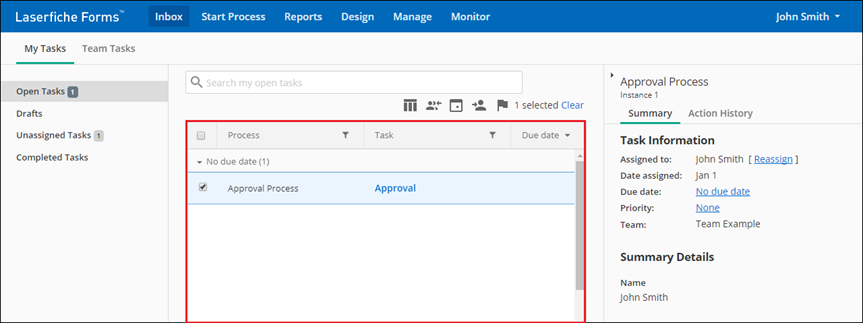 Laserfiche Forms™ Inbox Start Process Reports Design Manage Monitor John Smith
My Tasks Team Tasks
Open Tasks 1
Drafts
Unassigned Tasks 1
Completed Tasks
Search my open tasks
1 selected Clear
Process Task Due date
No due date (1)
Approval Process Approval
Approval Process
Instance 1
Summary Action History
Task Information
Assigned to: John Smith [ Reassign ]
Date assigned: Jan 1
Due date: No due date
Priority: None
Team: Team Example
Summary Details
Name
John Smith